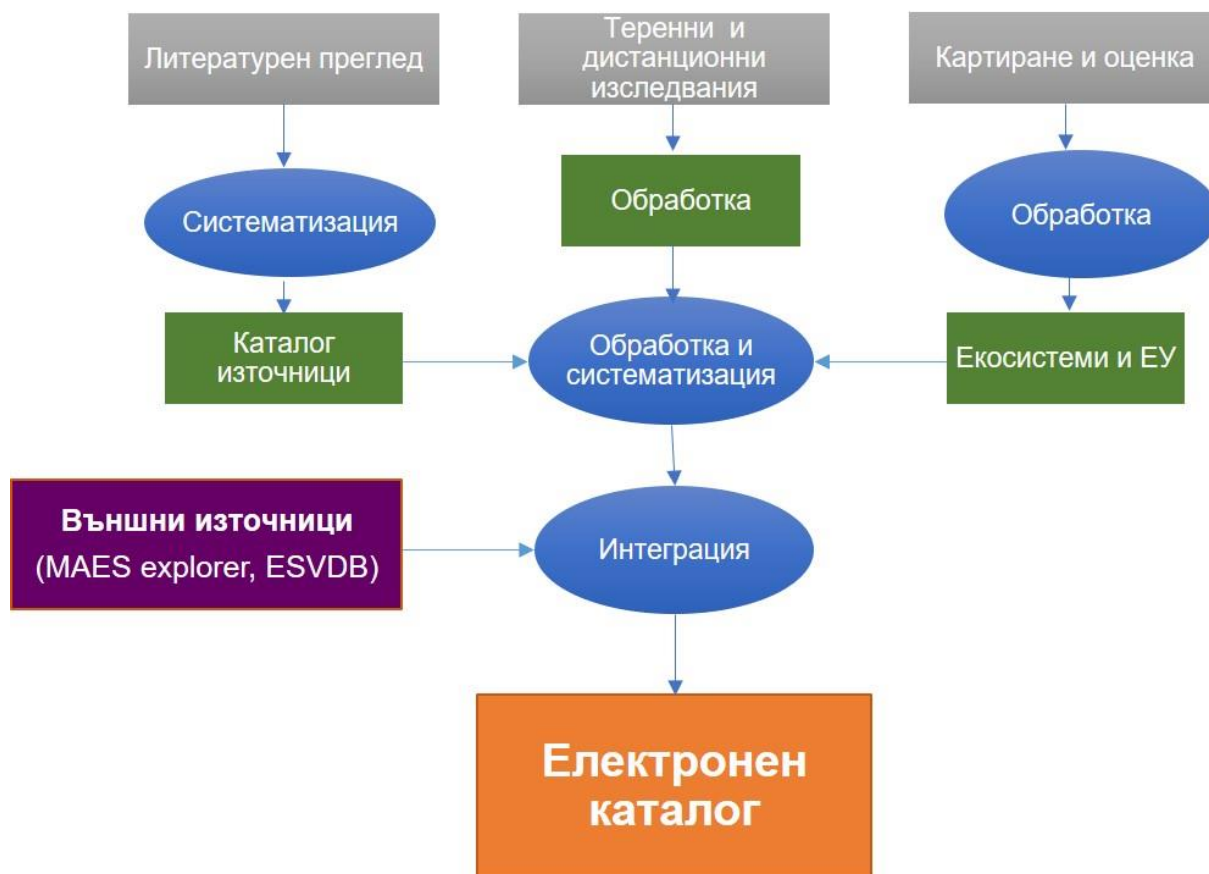 Литературен преглед
Теренни и
дистанционни
изследвания
Картиране и оценка
Систематизация
Обработка
Обработка
Каталог
източници
Обработка и
систематизация
Екосистеми и ЕУ
Външни източници
(MAES explorer, ESVDB)
Интеграция
Електронен
каталог